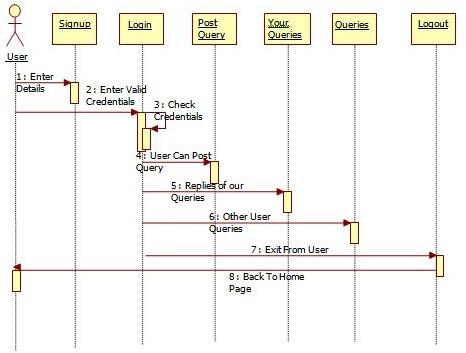 Signup
Login
Post
Query
Your
Queries
Queries
Logout
User
1 : Enter
Details
2 : Enter Valid
Credentials
3 : Check
Credentials
4 : User Can Post
Query
5 : Replies of our
Queries
6 : Other User
Queries
7 : Exit From User
8 : Back To Home
Page